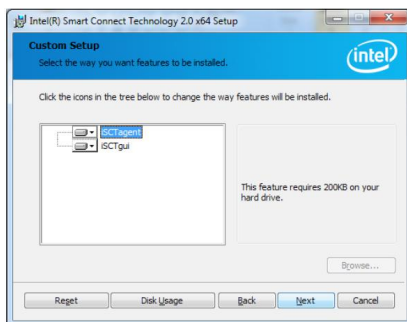 Intel(R) Smart Connect Technology 2.0 x64 Setup
Custom Setup
Select the way you want features to be installed.
intel
Click the icons in the tree below to change the way features will be installed.
iSCTagent
iSCTgui
This feature requires 200KB on your
hard drive.
Browse...
Reset
Disk Usage
Back
Next
Cancel